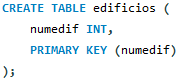 CREATE TABLE edificios (
numedif INT,
PRIMARY KEY (numedif)
);